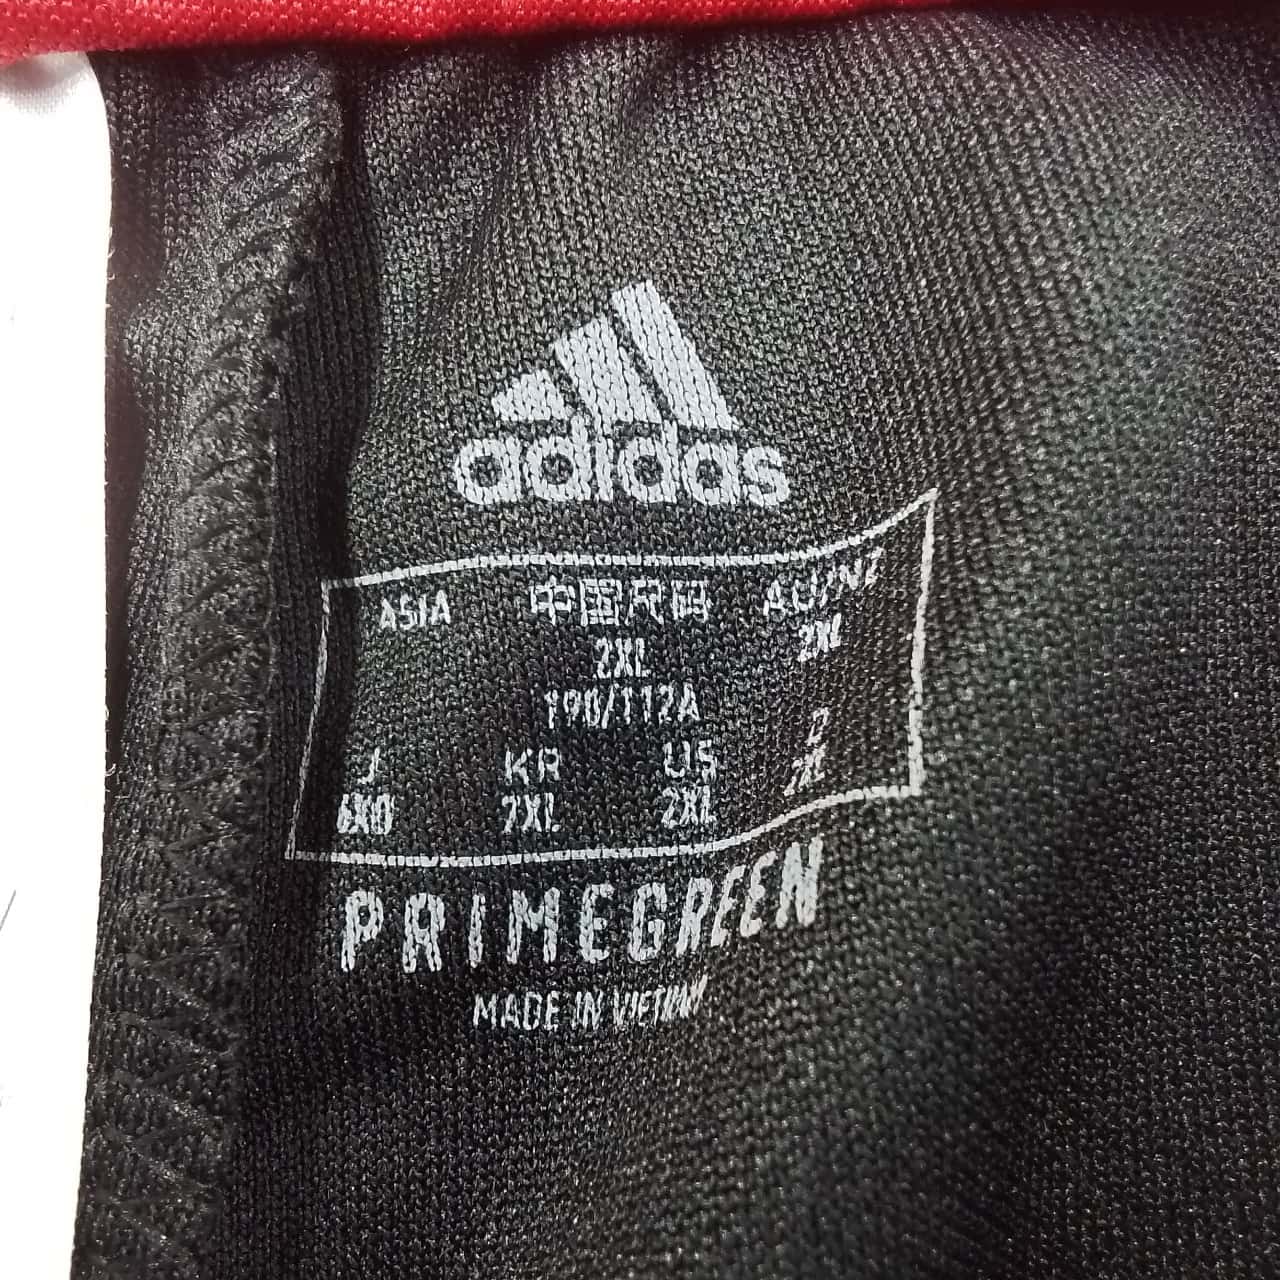 adidas
ASIA 中国尺码 AU/NZ
2XL 2XL
190/112A
J KR US D
2XL 2XL 2XL
PRIMEGREEN
MADE IN VIETNAM